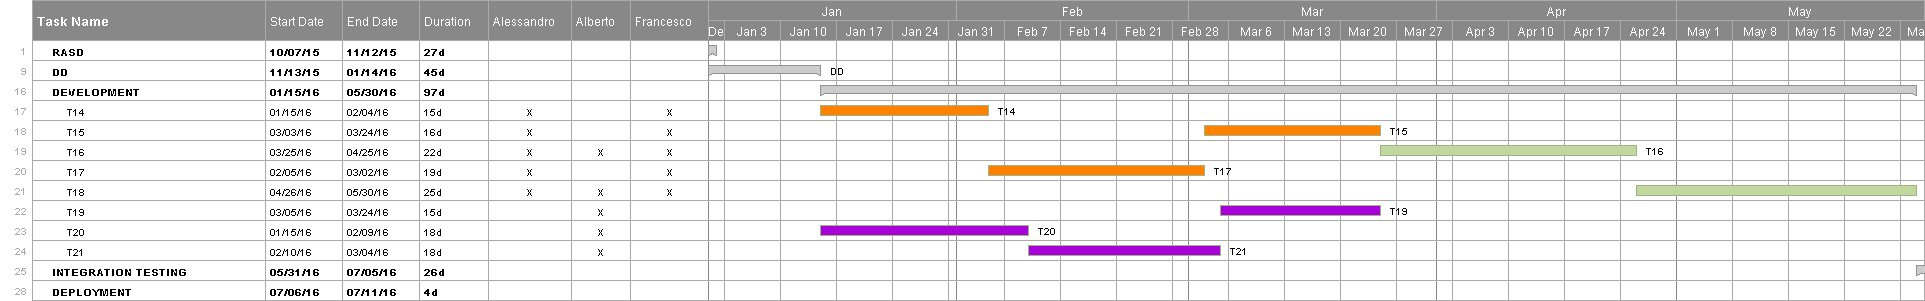 Jan Feb Mar Apr May
Task Name Start Date End Date Duration Alessandro Alberto Francesco De Jan 3 Jan 10 Jan 17 Jan 24 Jan 31 Feb 7 Feb 14 Feb 21 Feb 28 Mar 6 Mar 13 Mar 20 Mar 27 Apr 3 Apr 10 Apr 17 Apr 24 May 1 May 8 May 15 May 22 Ma
1 RASD 10/07/15 11/12/15 27d
9 DD 11/13/15 01/14/16 45d DD
16 DEVELOPMENT 01/15/16 05/30/16 97d
17 T14 01/15/16 02/04/16 15d X X T14
18 T15 03/03/16 03/24/16 16d X X T15
19 T16 03/25/16 04/25/16 22d X X X T16
20 T17 02/05/16 03/02/16 19d X X T17
21 T18 04/26/16 05/30/16 25d X X X
22 T19 03/05/16 03/24/16 15d X T19
23 T20 01/15/16 02/09/16 18d X T20
24 T21 02/10/16 03/04/16 18d X T21
25 INTEGRATION TESTING 05/31/16 07/05/16 26d
28 DEPLOYMENT 07/06/16 07/11/16 4d